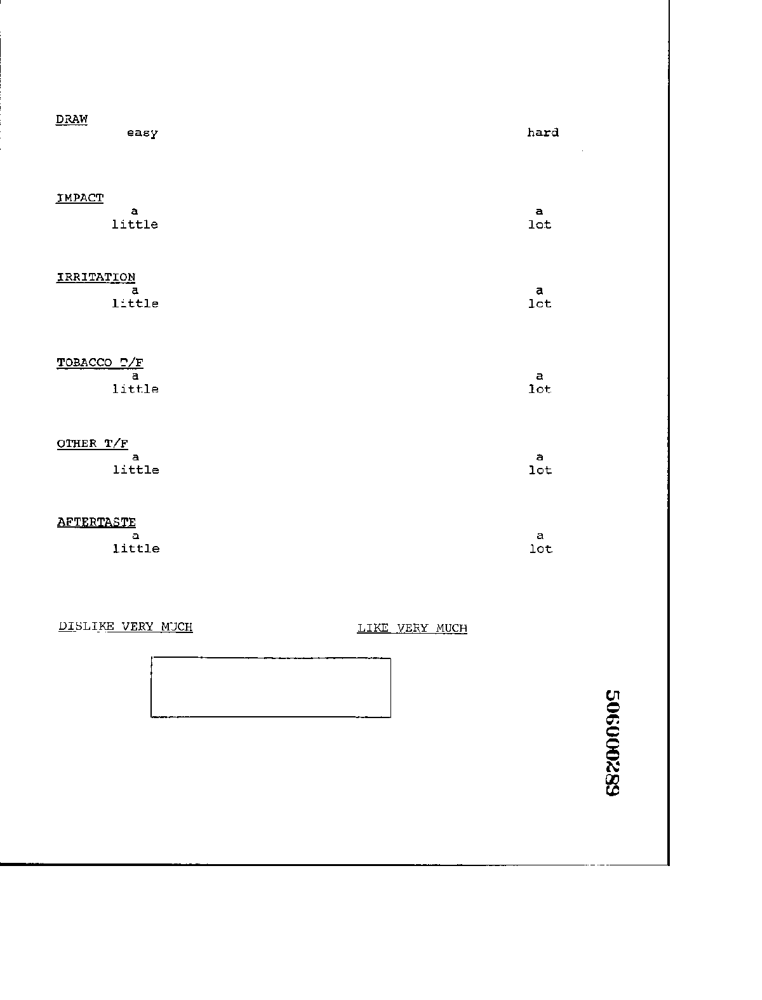 DRAW
easy hard
IMPACT
a a
little lot
IRRITATION
a a
little lot
TOBACCO T/F
a a
little lot
OTHER T/F
a a
little lot
AFTERTASTE
a a
little lot
DISLIKE VERY MUCH LIKE VERY MUCH
506000289